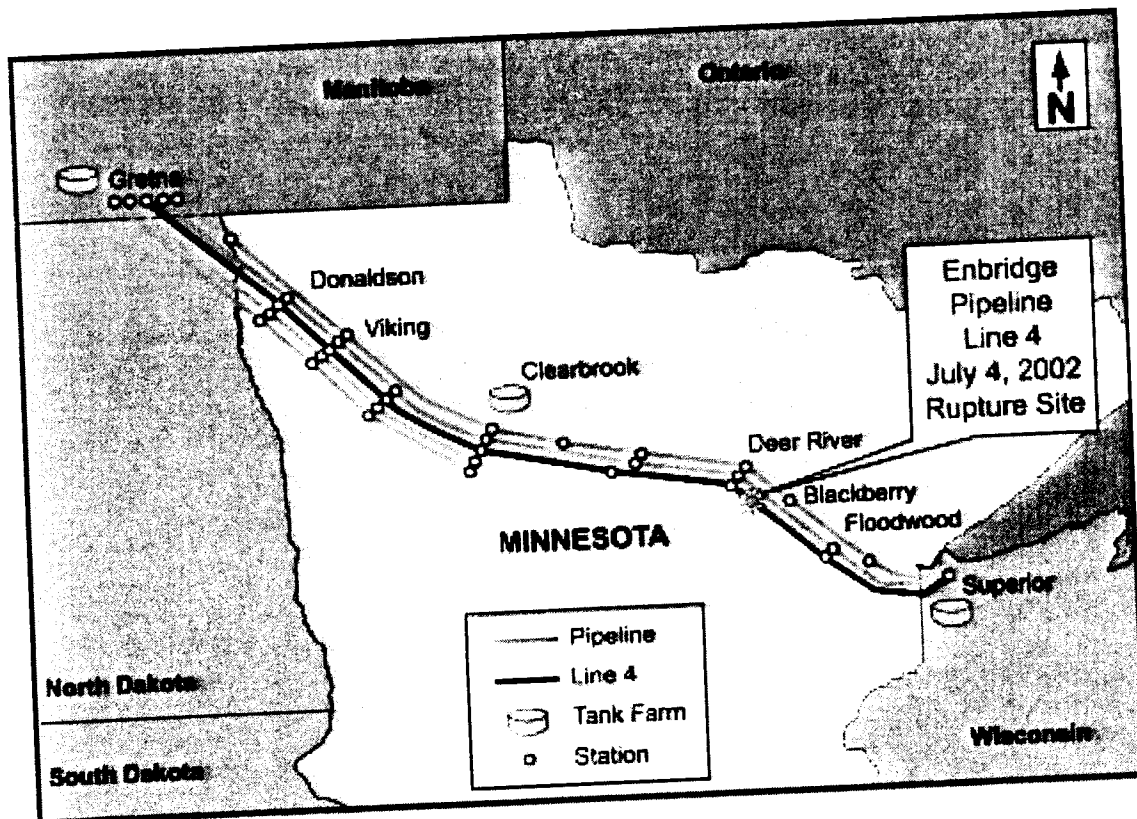 Manitoba
Ontario
N
Gretna
Donaldson
Viking
Clearbrook
Enbridge
Pipeline
Line 4
July 4, 2002
Rupture Site
Deer River
Blackberry
Floodwood
MINNESOTA
Superior
Pipeline
Line 4
Tank Farm
Station
North Dakota
South Dakota
Wisconsin